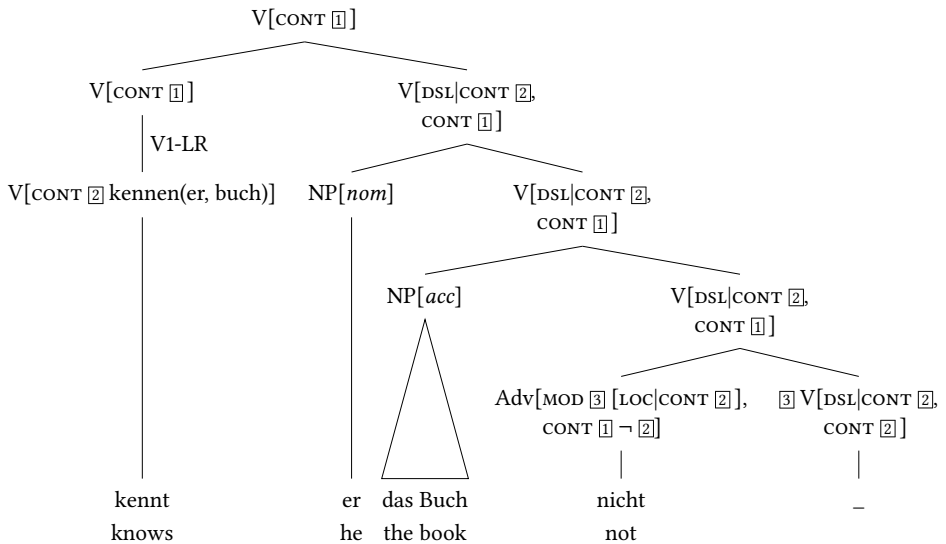 V[CONT 1]
V[CONT 1]
V[DSL|CONT 2,
CONT 1]
V1-LR
V[CONT 2 kennen(er, buch)]
NP[nom]
V[DSL|CONT 2,
CONT 1]
NP[acc]
V[DSL|CONT 2,
CONT 1]
Adv[MOD 3 [LOC|CONT 2],
CONT 1 ¬ 2]
3 V[DSL|CONT 2,
CONT 2]
kennt er das Buch nicht _
knows he the book not